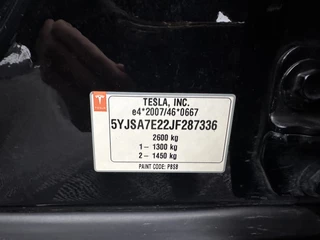 TESLA, INC.
e4*2007/46*0667
5YJSA7E22JF287336
2600 kg
1- 1300 kg
2- 1450 kg
PAINT CODE: PBSB